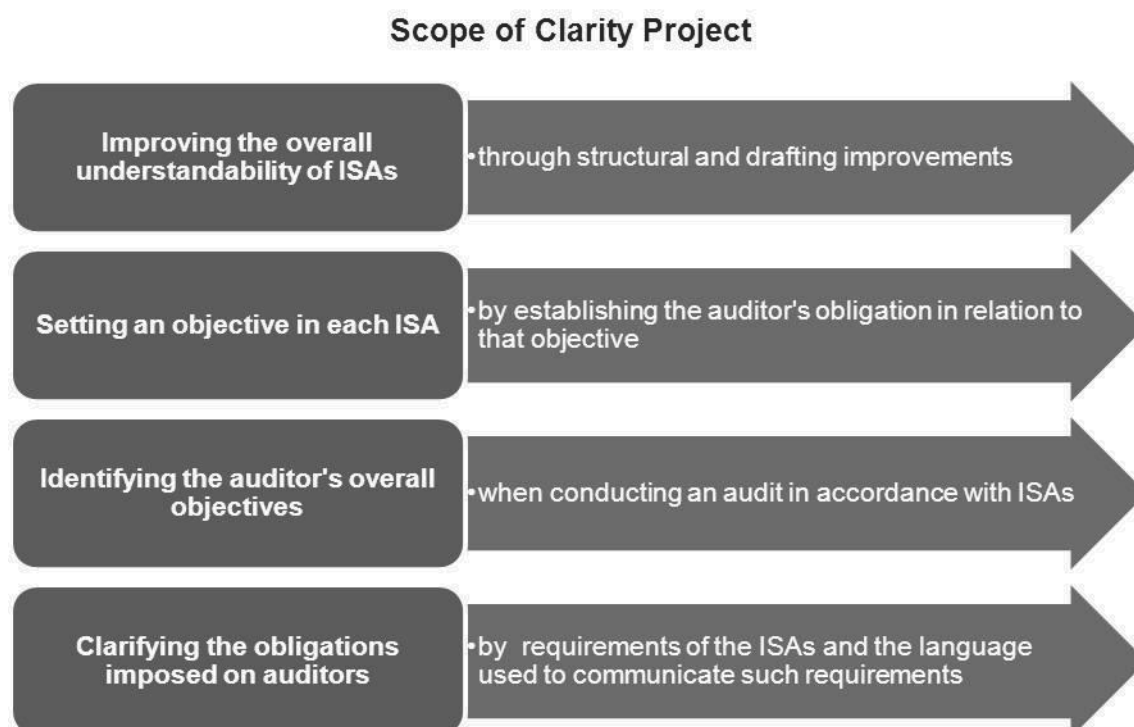 Scope of Clarity Project
Improving the overall
understandability of ISAs
•through structural and drafting improvements
Setting an objective in each ISA
•by establishing the auditor's obligation in relation to
that objective
Identifying the auditor's overall
objectives
•when conducting an audit in accordance with ISAs
Clarifying the obligations
imposed on auditors
•by requirements of the ISAs and the language
used to communicate such requirements